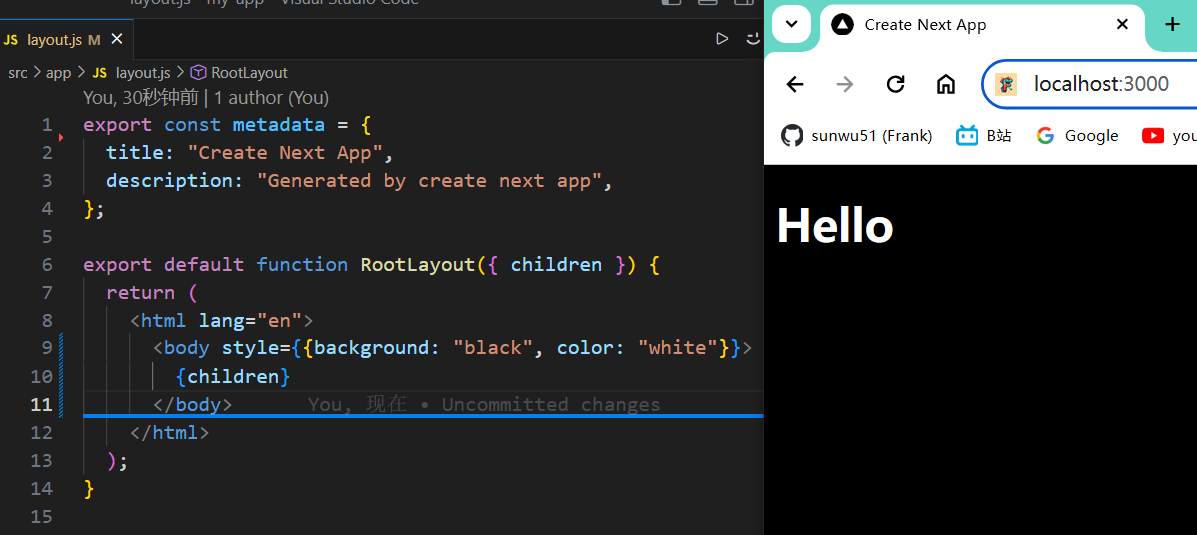 layout.js - my-app - Visual Studio Code
JS layout.js M
src > app > JS layout.js > RootLayout
You, 30秒钟前 | 1 author (You)
1 export const metadata = {
2 title: "Create Next App",
3 description: "Generated by create next app",
4 };
5
6 export default function RootLayout({ children }) {
7 return (
8 <html lang="en">
9 <body style={{background: "black", color: "white"}}>
10 {children}
11 </body> You, 现在 • Uncommitted changes
12 </html>
13 );
14 }
15
Create Next App
localhost:3000
sunwu51 (Frank) B站 Google
Hello